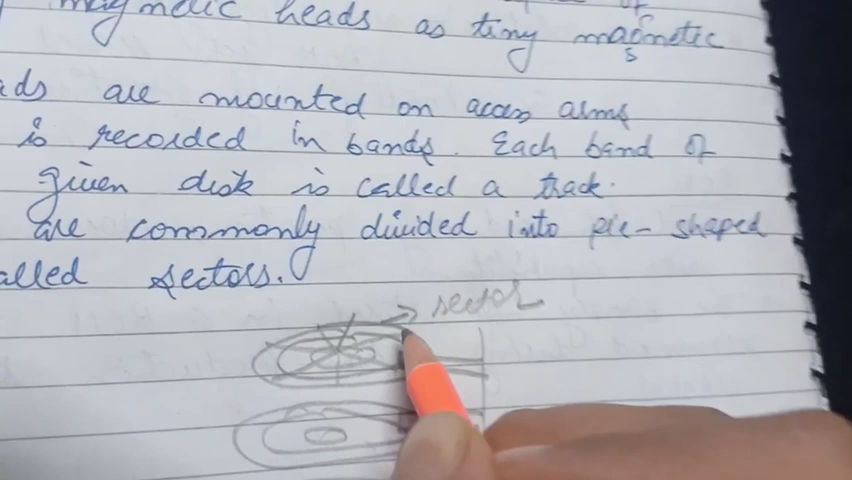 magnetic heads as tiny magnetic
ads are mounted on access arms
is recorded in bands. Each band of
given disk is called a track.
are commonly divided into pie-shaped
alled sectors.
sector